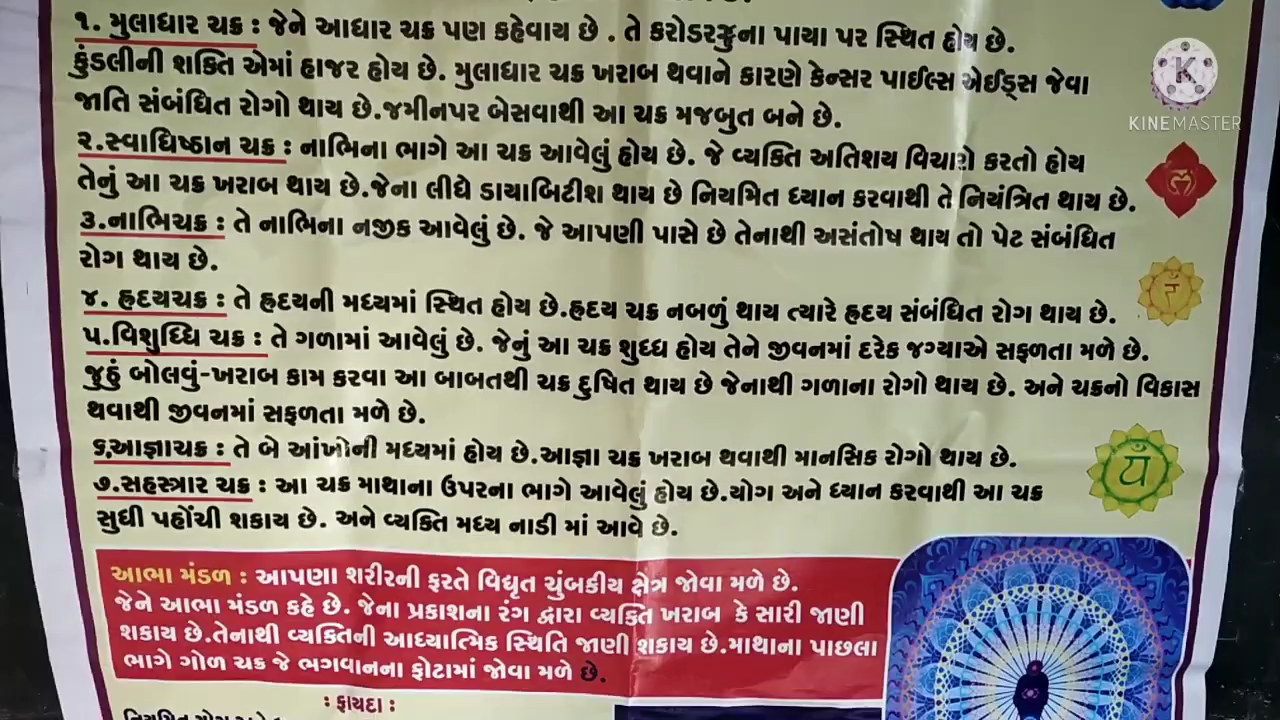 ૧. મુલાધાર ચક્ર : જેને આધાર ચક્ર પણ કહેવાય છે . તે કરોડરજ્જુના પાયા પર સ્થિત હોય છે.
કુંડલીની શક્તિ એમાં હાજર હોય છે. મુલાધાર ચક્ર ખરાબ થવાને કારણે કેન્સર પાઈલ્સ એઈડ્સ જેવા
જાતિ સંબંધિત રોગો થાય છે.જમીનપર બેસવાથી આ ચક્ર મજબુત બને છે.
૨.સ્વાધિષ્ઠાન ચક્ર : નાભિના ભાગે આ ચક્ર આવેલું હોય છે. જે વ્યક્તિ અતિશય વિચારો કરતો હોય
તેનું આ ચક્ર ખરાબ થાય છે.જેના લીધે ડાયાબિટીશ થાય છે નિયમિત ધ્યાન કરવાથી તે નિયંત્રિત થાય છે.
૩.નાભિચક્ર : તે નાભિના નજીક આવેલું છે. જે આપણી પાસે છે તેનાથી અસંતોષ થાય તો પેટ સંબંધિત
રોગ થાય છે.
૪. હ્રદયચક્ર : તે હ્રદયની મધ્યમાં સ્થિત હોય છે.હ્રદય ચક્ર નબળું થાય ત્યારે હ્રદય સંબંધિત રોગ થાય છે.
૫.વિશુધ્ધિ ચક્ર : તે ગળામાં આવેલું છે. જેનું આ ચક્ર શુદ્ધ હોય તેને જીવનમાં દરેક જગ્યાએ સફળતા મળે છે.
જુહું બોલવું-ખરાબ કામ કરવા આ બાબતથી ચક્ર દુષિત થાય છે જેનાથી ગળાના રોગો થાય છે. અને ચક્રનો વિકાસ
થવાથી જીવનમાં સફળતા મળે છે.
૬.આજ્ઞાચક્ર : તે બે આંખોની મધ્યમાં હોય છે.આજ્ઞા ચક્ર ખરાબ થવાથી માનસિક રોગો થાય છે.
૭.સહસ્ત્રાર ચક્ર : આ ચક્ર માથાના ઉપરના ભાગે આવેલું હોય છે.યોગ અને ધ્યાન કરવાથી આ ચક્ર
સુધી પહોંચી શકાય છે. અને વ્યક્તિ મધ્ય નાડી માં આવે છે.
આભા મંડળ : આપણા શરીરની ફરતે વિધૃત ચુંબકીય ક્ષેત્ર જોવા મળે છે.
જેને આભા મંડળ કહે છે. જેના પ્રકાશના રંગ દ્વારા વ્યક્તિ ખરાબ કે સારી જાણી
શકાય છે.તેનાથી વ્યક્તિની આધ્યાત્મિક સ્થિતિ જાણી શકાય છે.માથાના પાછલા
ભાગે ગોળ ચક્ર જે ભગવાનના ફોટામાં જોવા મળે છે.
: ફાયદા :
K
KINEMASTER
रं
यं